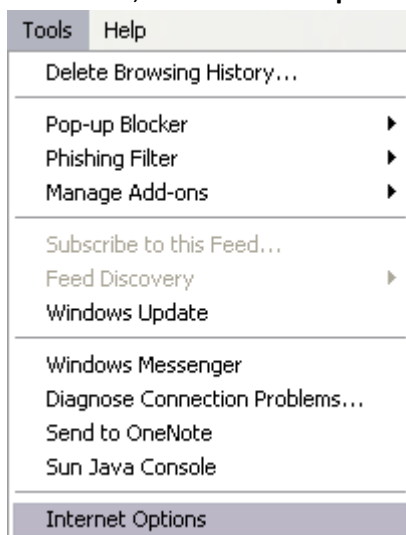 Tools Help
Delete Browsing History...
Pop-up Blocker
Phishing Filter
Manage Add-ons
Subscribe to this Feed...
Feed Discovery
Windows Update
Windows Messenger
Diagnose Connection Problems...
Send to OneNote
Sun Java Console
Internet Options